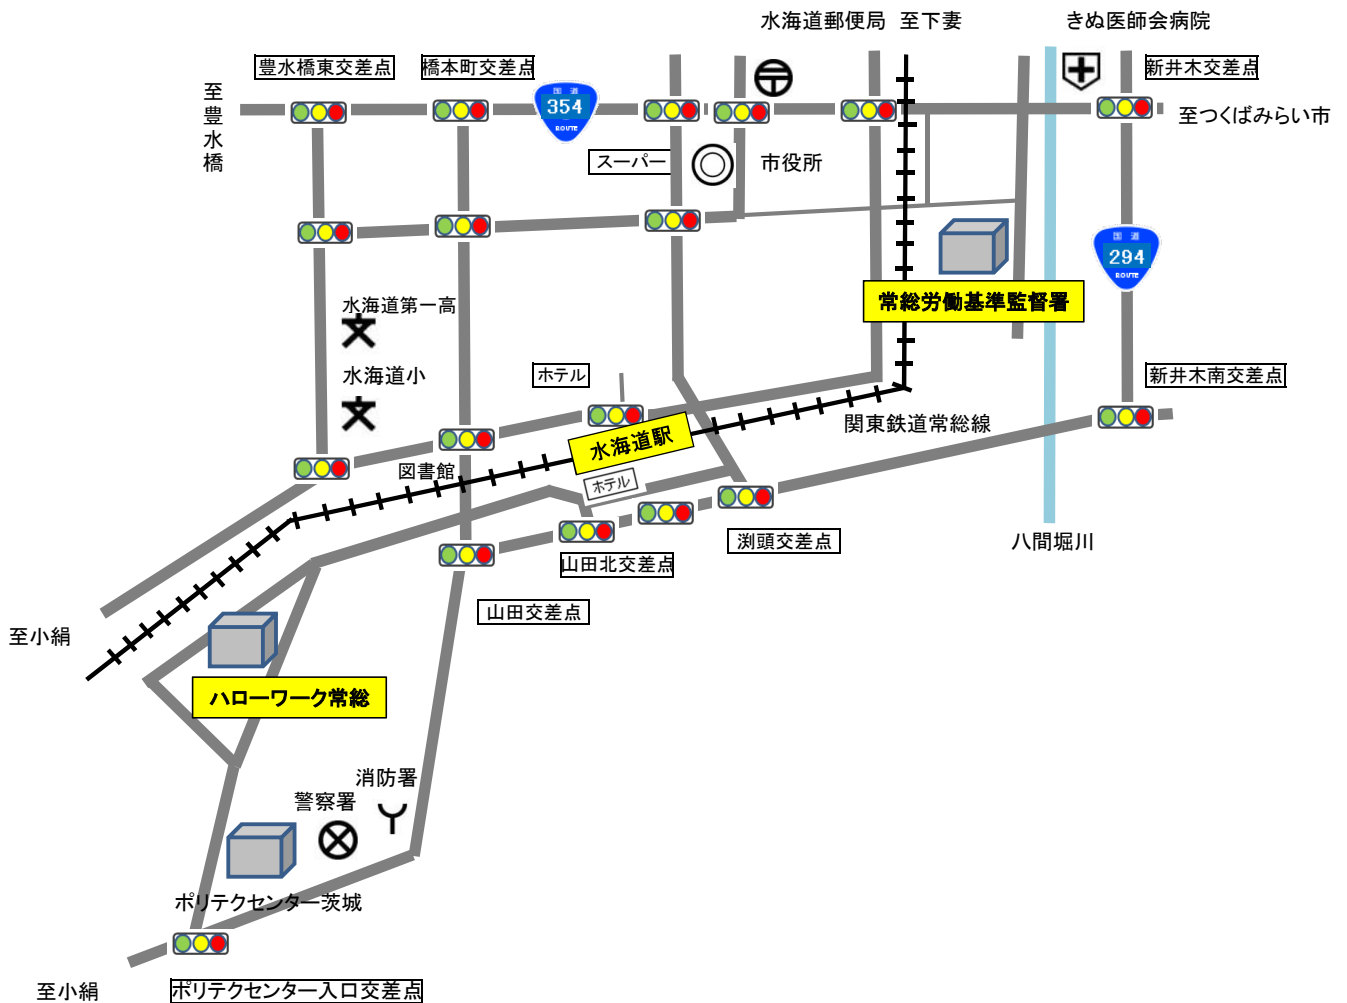 水海道郵便局
至下妻
きぬ医師会病院
豊水橋東交差点
橋本町交差点
新井木交差点
至豊水橋
国道
354
ROUTE
至つくばみらい市
スーパー
市役所
国道
294
ROUTE
常総労働基準監督署
水海道第一高
水海道小
ホテル
新井木南交差点
関東鉄道常総線
水海道駅
図書館
ホテル
渕頭交差点
八間堀川
山田北交差点
山田交差点
至小絹
ハローワーク常総
消防署
警察署
ポリテクセンター茨城
至小絹
ポリテクセンター入口交差点